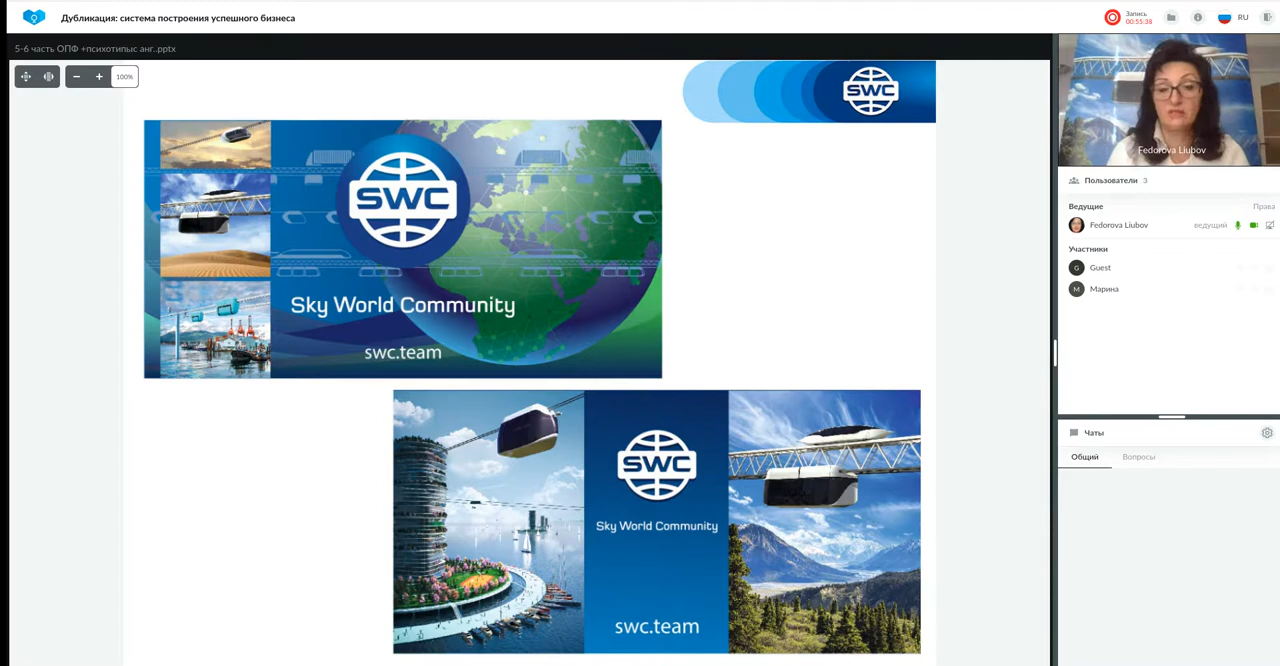 Дубликация: система построения успешного бизнеса
Запись
00:55:38
RU
5-6 часть ОПФ +психотипыс анг..pptx
100%
SWC
SWC
Sky World Community
swc.team
SWC
Sky World Community
swc.team
Fedorova Liubov
Пользователи 3
Ведущие Права
Fedorova Liubov ведущий
Участники
G Guest
М Марина
Чаты
Общий Вопросы